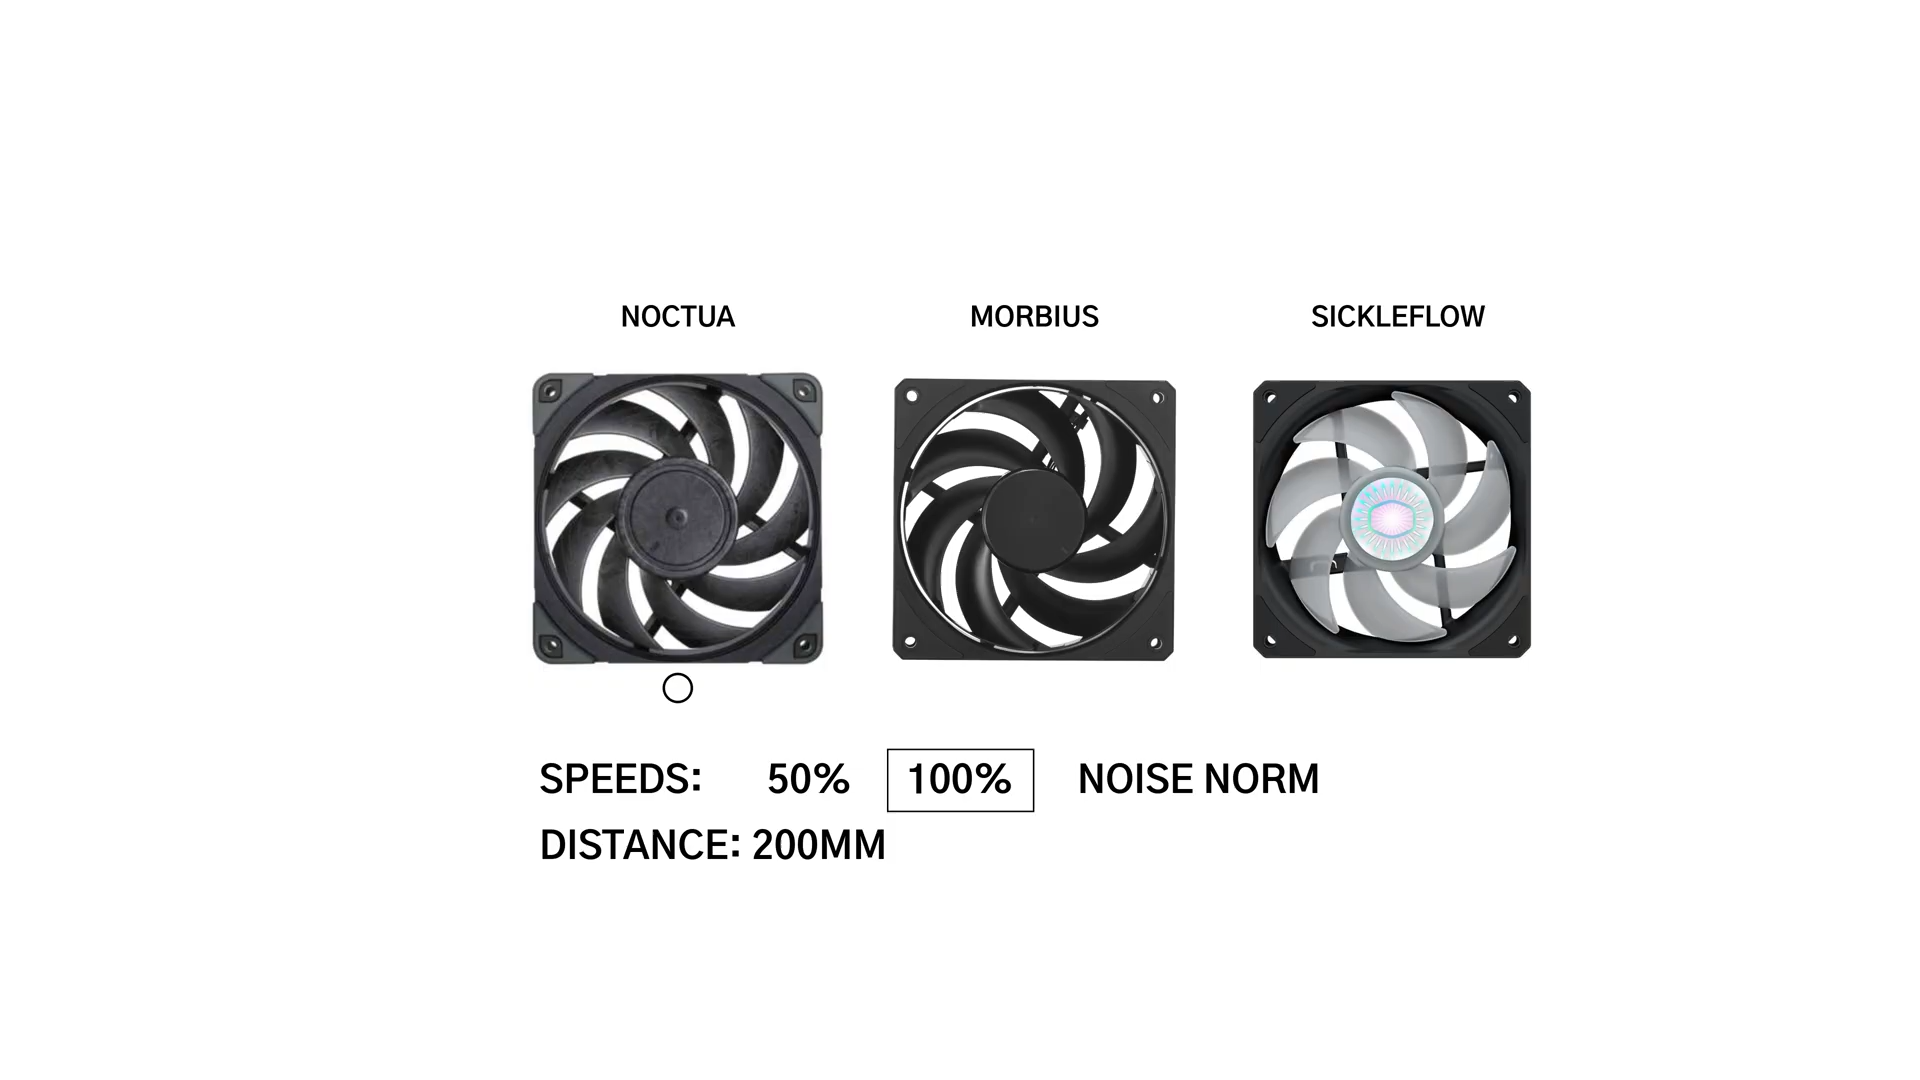 NOCTUA MORBIUS SICKLEFLOW
SPEEDS: 50% 100% NOISE NORM
DISTANCE: 200MM